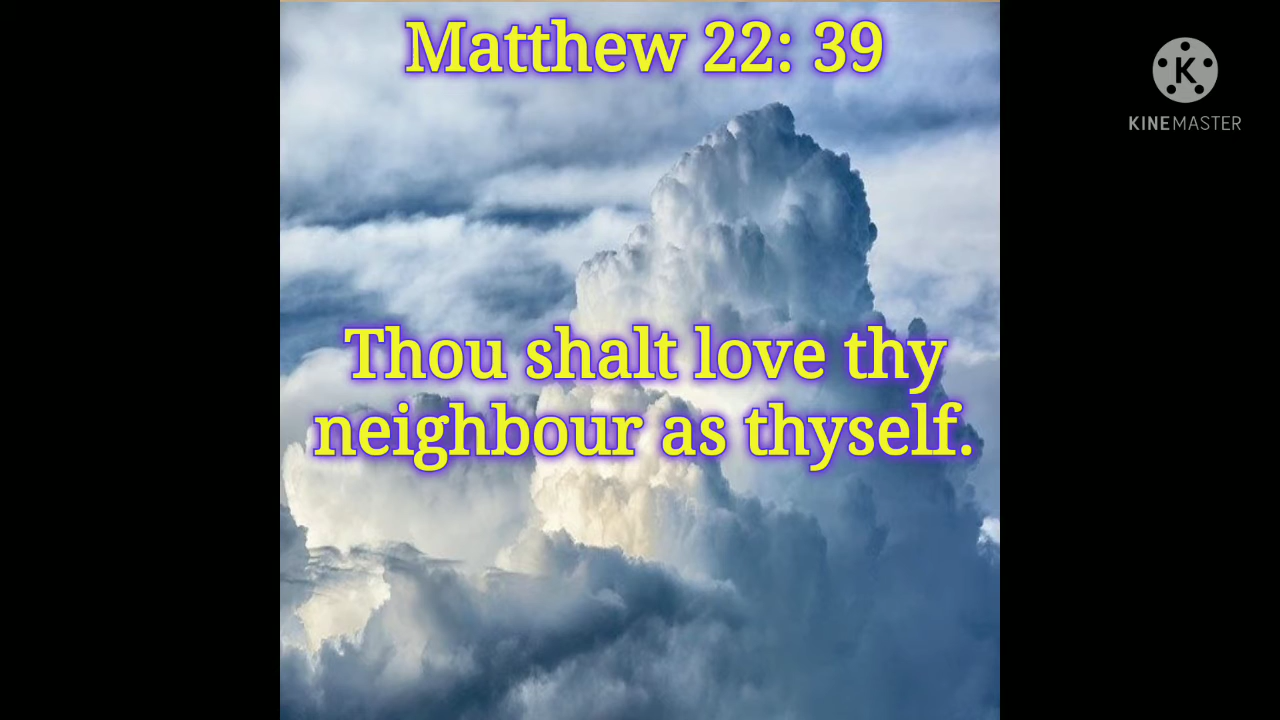 Matthew 22: 39
K
KINEMASTER
Thou shalt love thy
neighbour as thyself.